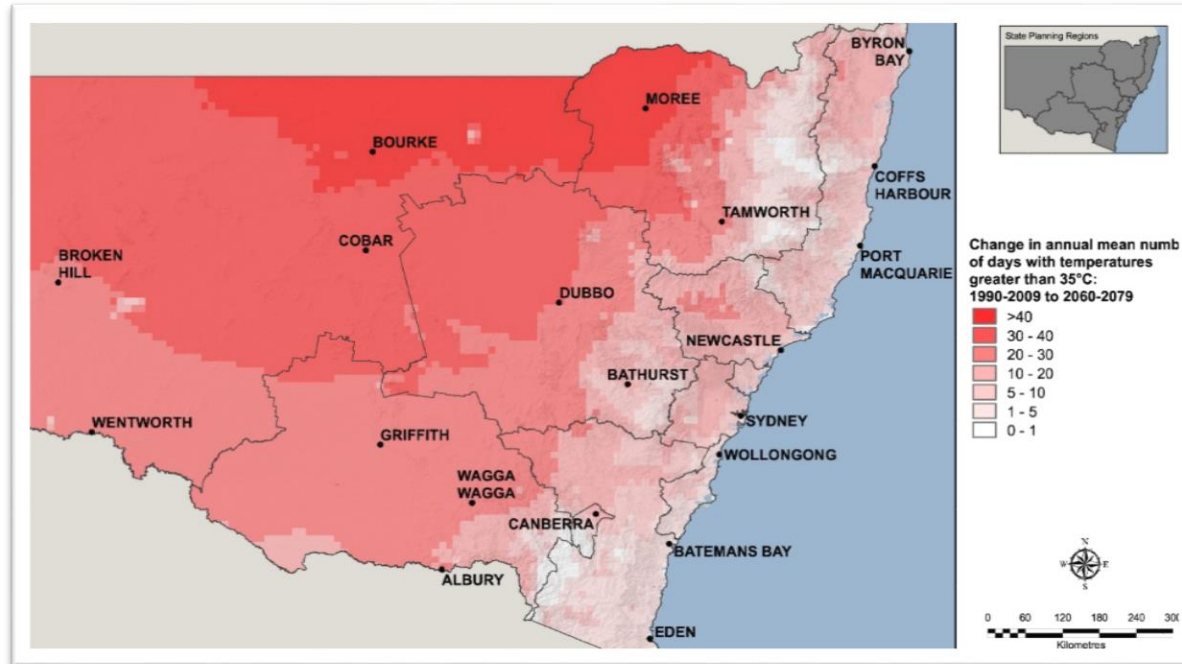 State Planning Regions
BYRON
BAY
MOREE
BOURKE
COFFS
HARBOUR
TAMWORTH
COBAR
BROKEN
HILL
PORT
MACQUARIE
DUBBO
NEWCASTLE
BATHURST
SYDNEY
WENTWORTH
GRIFFITH
WOLLONGONG
WAGGA
WAGGA
CANBERRA
BATEMANS BAY
ALBURY
EDEN
Change in annual mean numb
of days with temperatures
greater than 35°C:
1990-2009 to 2060-2079
>40
30 - 40
20 - 30
10 - 20
5 - 10
1 - 5
0 - 1
N
W E
S
0 60 120 180 240 300
Kilometres